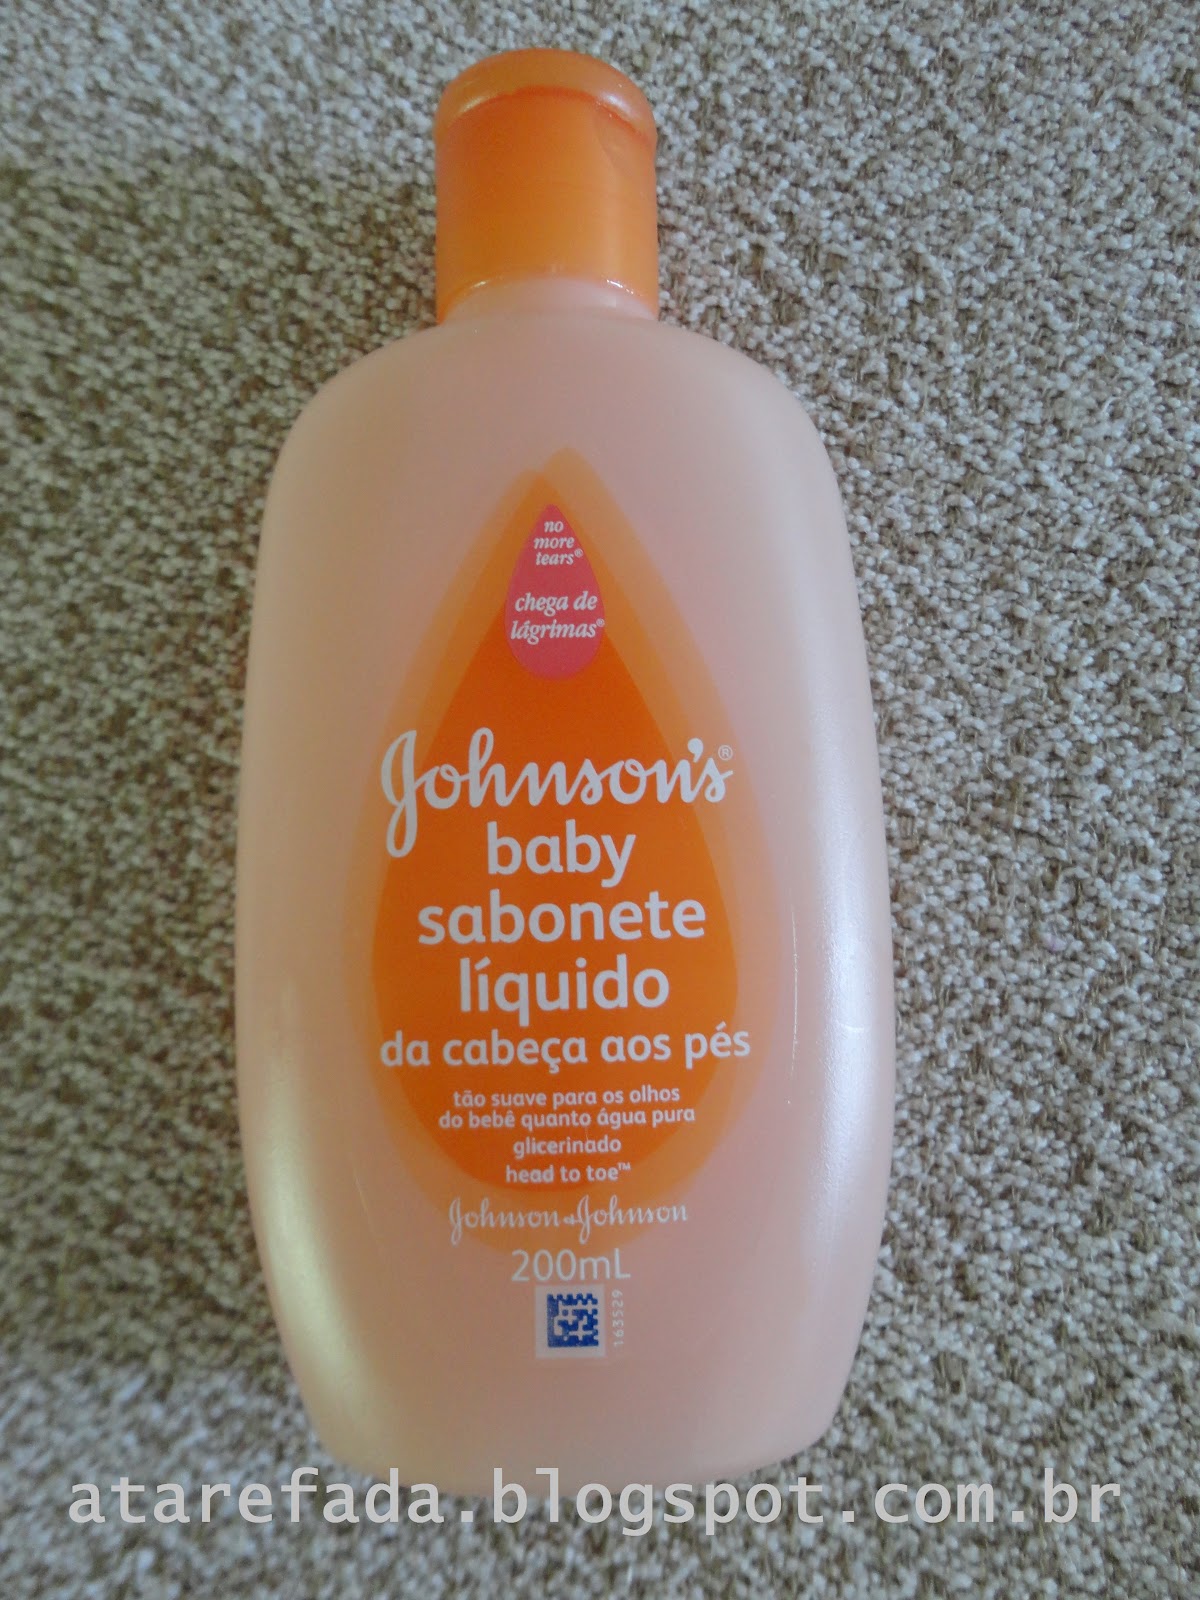 no
more
tears®
chega de
lágrimas®
Johnson's®
baby
sabonete
líquido
da cabeça aos pés
tão suave para os olhos
do bebê quanto água pura
glicerinado
head to toe™
Johnson & Johnson
200mL
163529
atarefada.blogspot.com.br